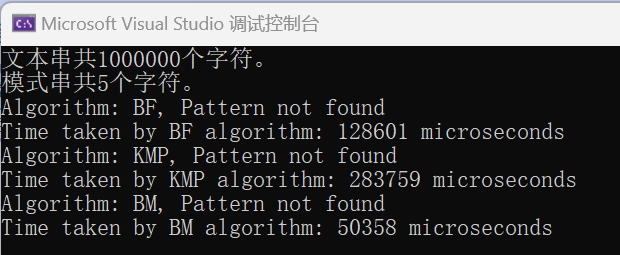 C:\ Microsoft Visual Studio 调试控制台
文本串共1000000个字符。
模式串共5个字符。
Algorithm: BF, Pattern not found
Time taken by BF algorithm: 128601 microseconds
Algorithm: KMP, Pattern not found
Time taken by KMP algorithm: 283759 microseconds
Algorithm: BM, Pattern not found
Time taken by BM algorithm: 50358 microseconds